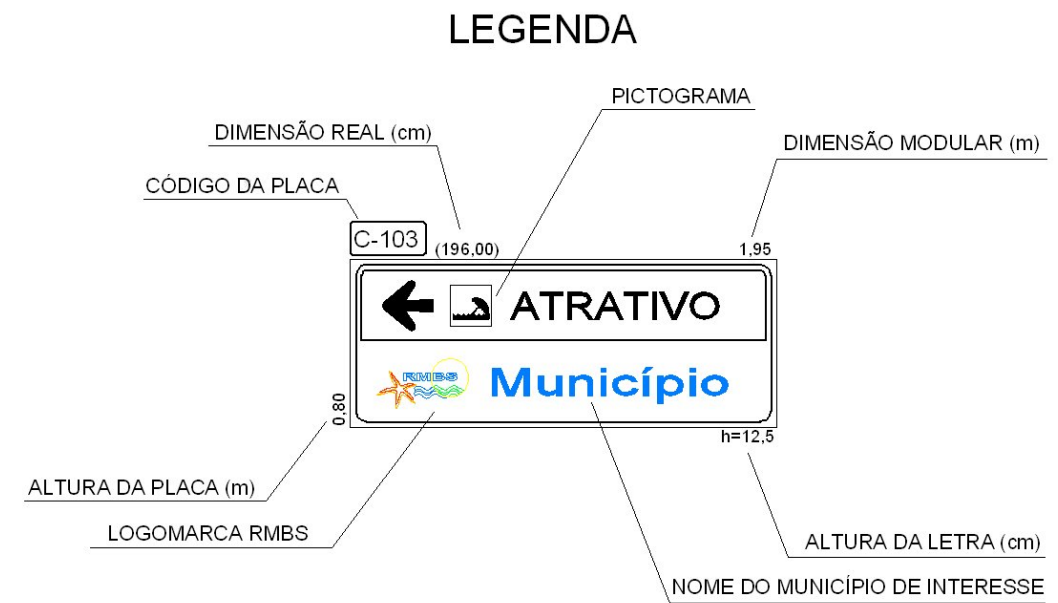 LEGENDA
PICTOGRAMA
DIMENSÃO REAL (cm)
DIMENSÃO MODULAR (m)
CÓDIGO DA PLACA
C-103
(196,00)
1,95
ATRATIVO
RMBS
Município
0,80
h=12,5
ALTURA DA PLACA (m)
LOGOMARCA RMBS
ALTURA DA LETRA (cm)
NOME DO MUNICÍPIO DE INTERESSE